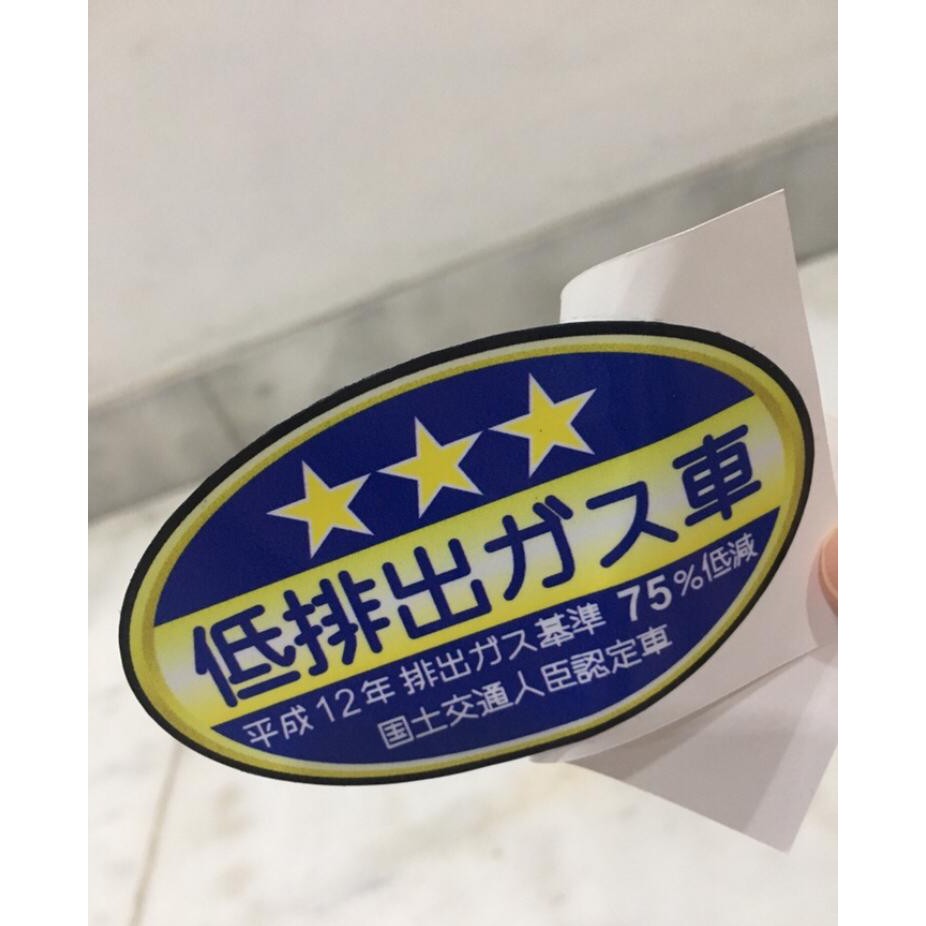 低排出ガス車
平成12年排出ガス基準 75%低減
国土交通人臣認定車